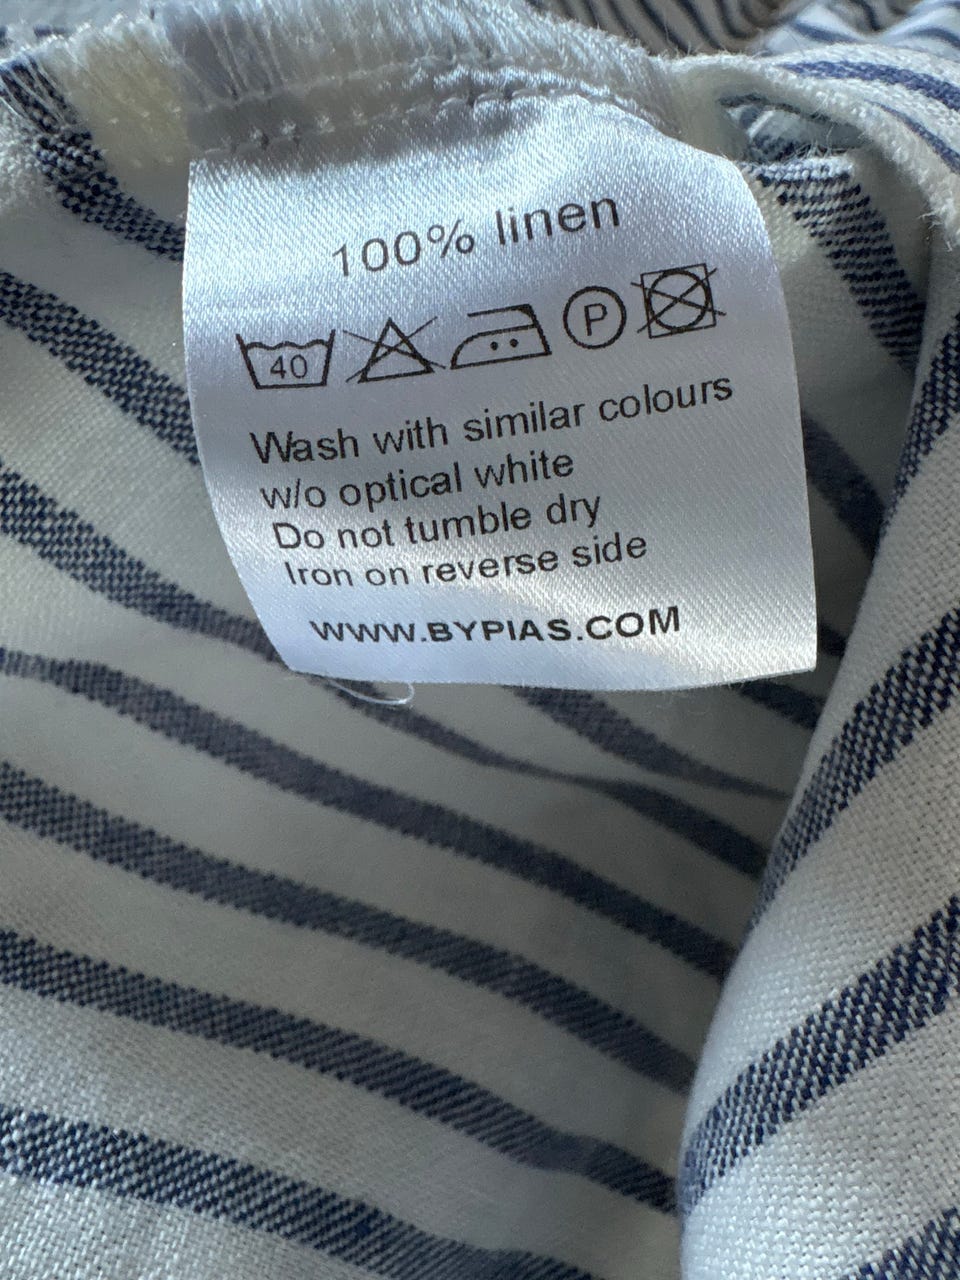 100% linen
40 P
Wash with similar colours
w/o optical white
Do not tumble dry
Iron on reverse side
WWW.BYPIAS.COM